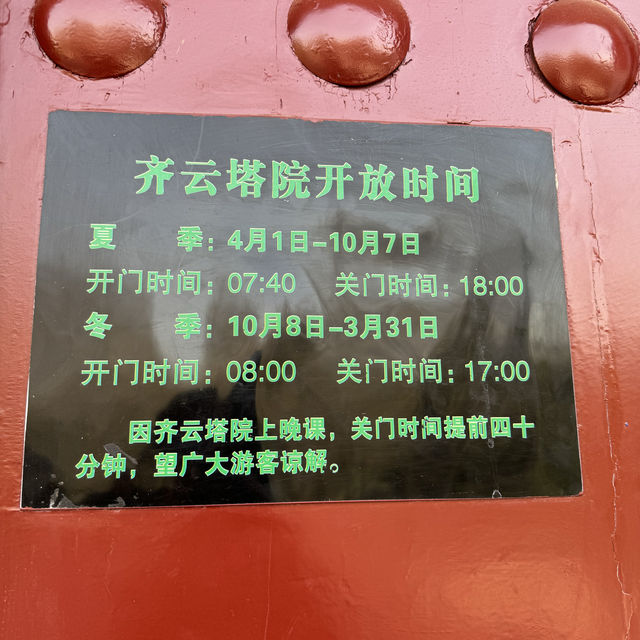 齐云塔院开放时间
夏 季：4月1日-10月7日
开门时间：07:40 关门时间：18:00
冬 季：10月8日-3月31日
开门时间：08:00 关门时间：17:00
因齐云塔院上晚课，关门时间提前四十
分钟，望广大游客谅解。